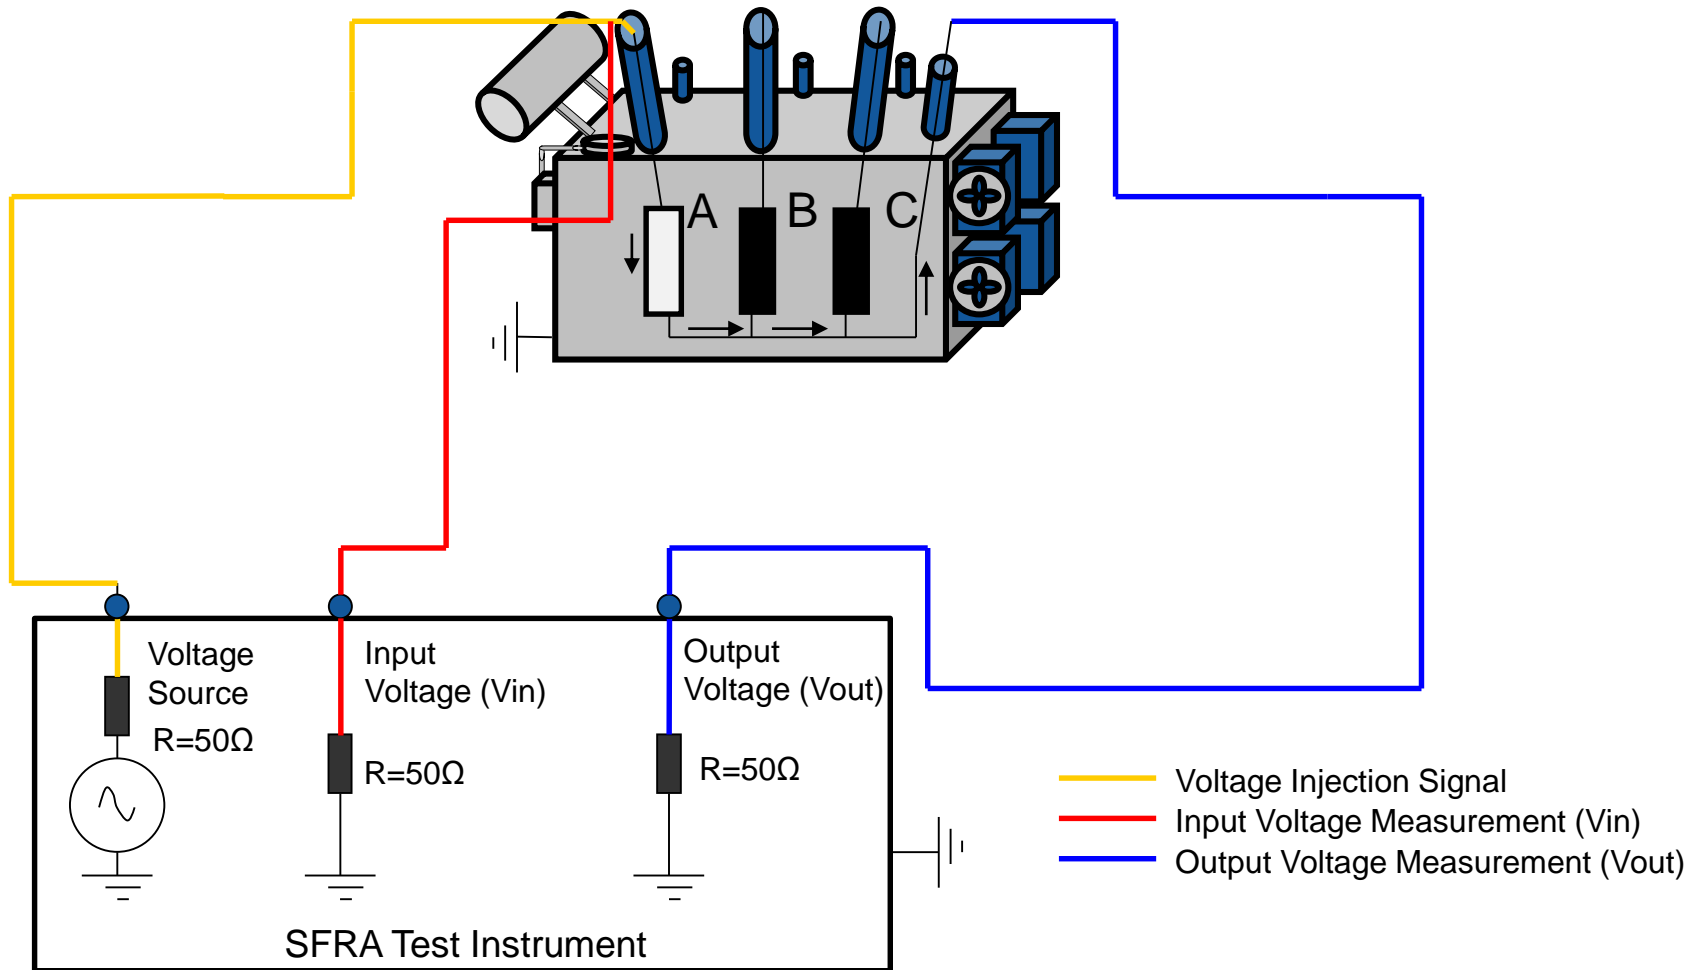 A B C
Voltage
Source
R=50Ω
Input
Voltage (Vin)
R=50Ω
Output
Voltage (Vout)
R=50Ω
SFRA Test Instrument
Voltage Injection Signal
Input Voltage Measurement (Vin)
Output Voltage Measurement (Vout)